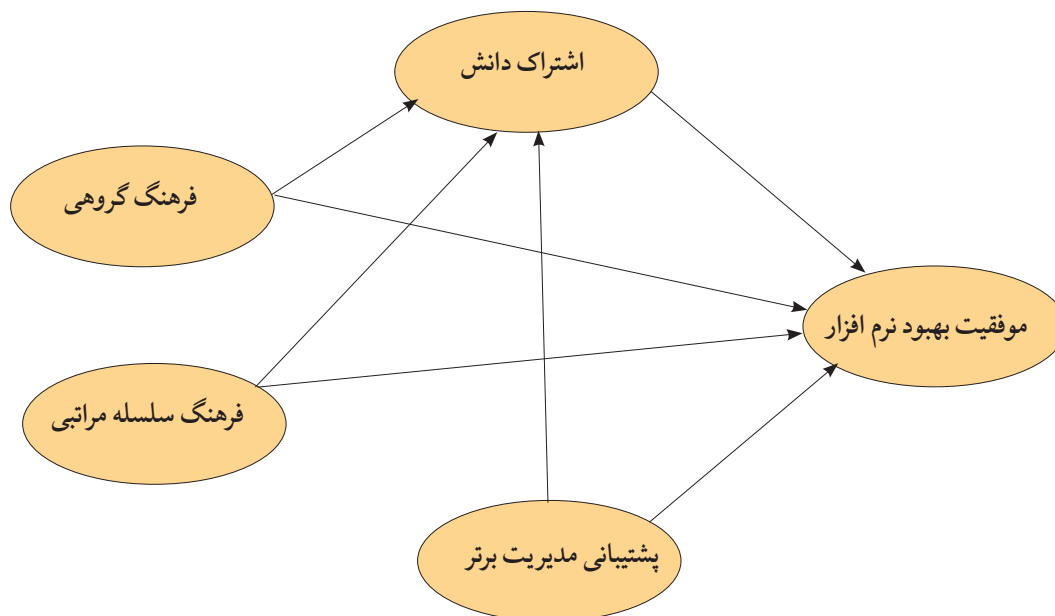 اشتراک دانش
فرهنگ گروهی
موفقیت بهبود نرم افزار
فرهنگ سلسله مراتبی
پشتیبانی مدیریت برتر